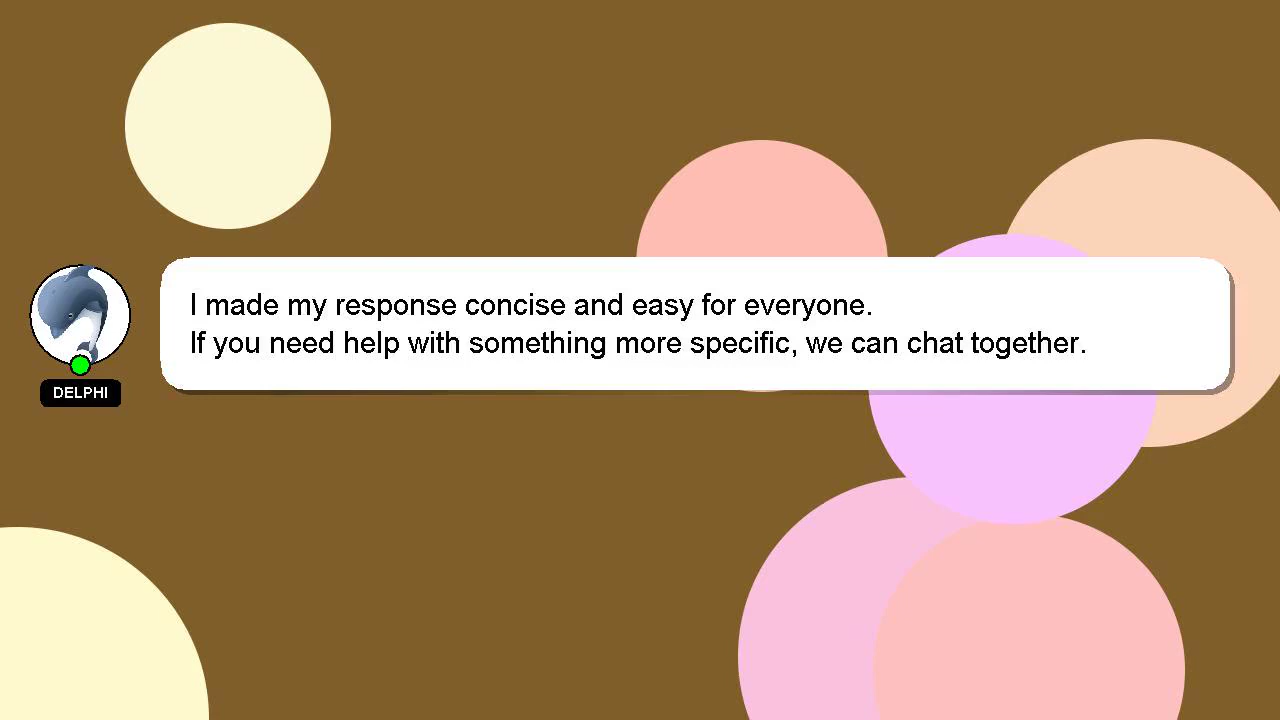 I made my response concise and easy for everyone.
If you need help with something more specific, we can chat together.
DELPHI